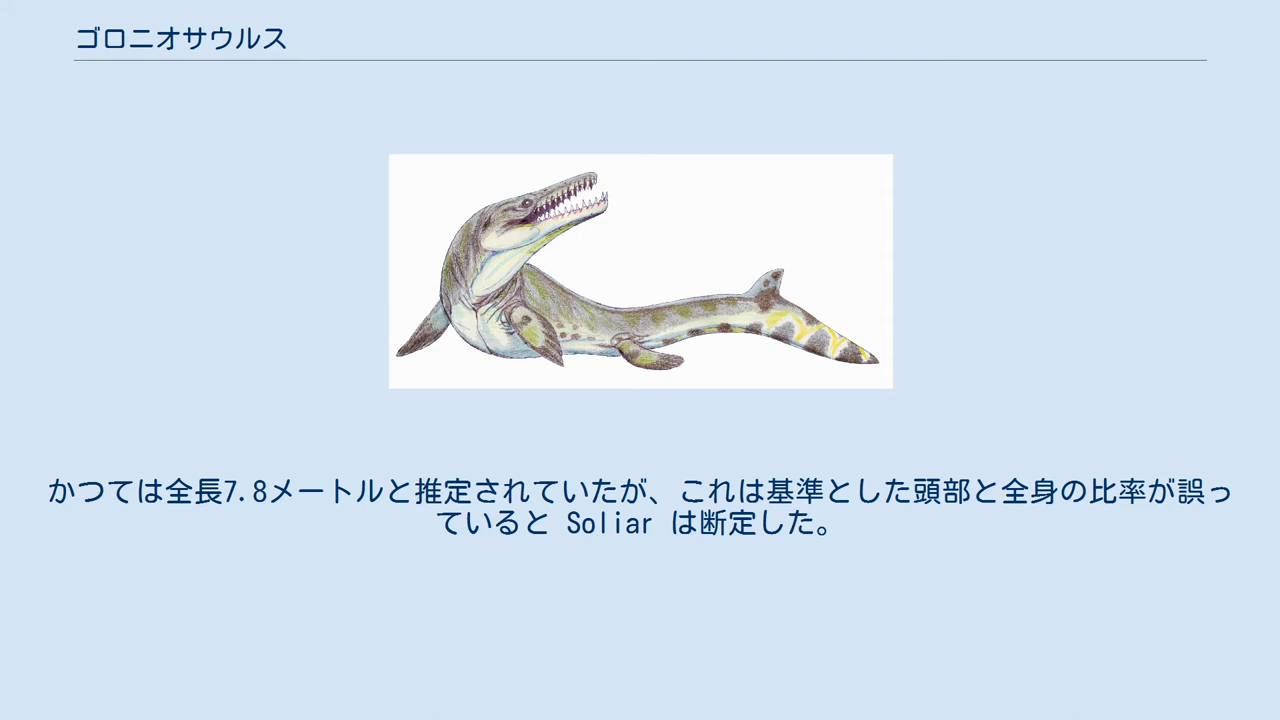 ゴロニオサウルス
かつては全長7.8メートルと推定されていたが、これは基準とした頭部と全身の比率が誤っ
ていると Soliar は断定した。